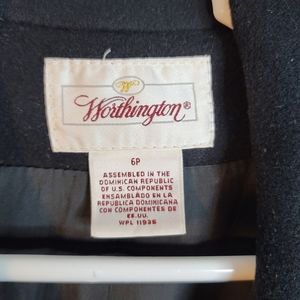 Worthington®
6P
ASSEMBLED IN THE
DOMINICAN REPUBLIC
OF U.S. COMPONENTS
ENSAMBLADO EN LA
REPUBLICA DOMINICANA
CON COMPONENTES DE
EE.UU.
WPL 11935